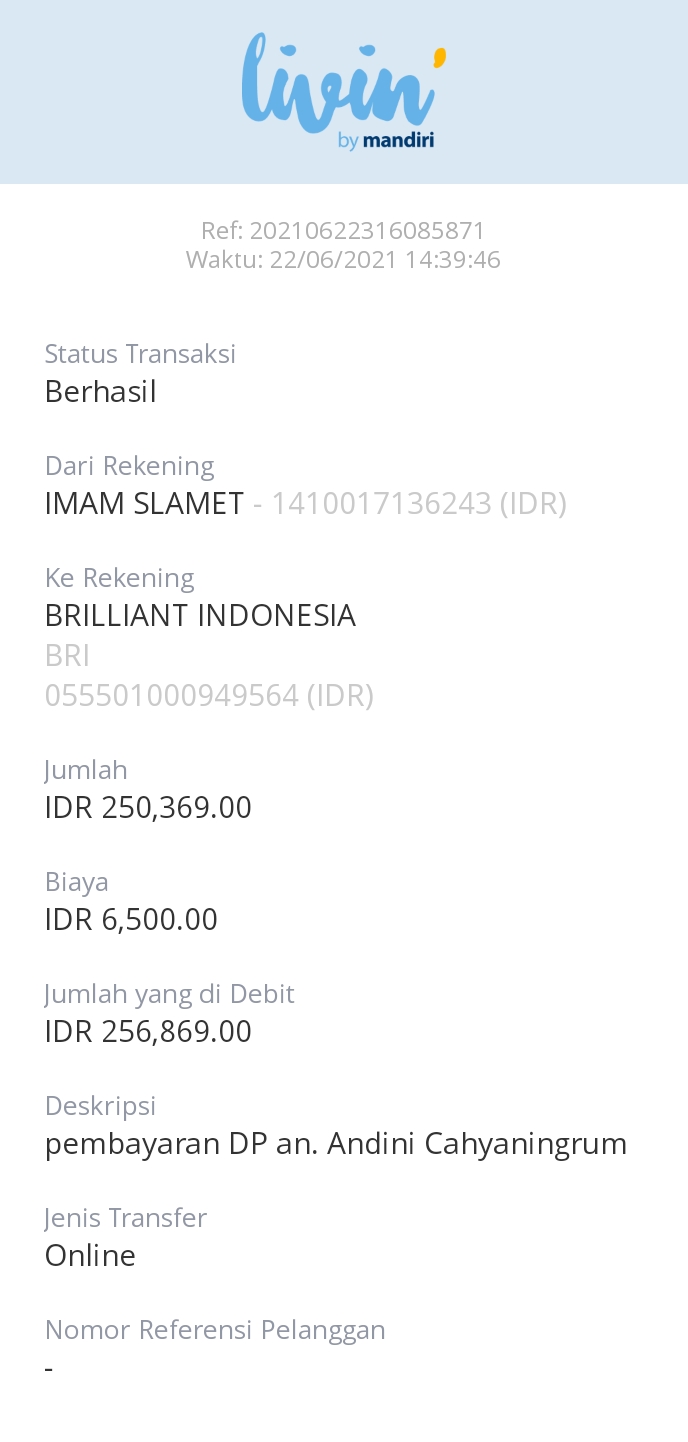 livin'
by mandiri
Ref: 20210622316085871
Waktu: 22/06/2021 14:39:46
Status Transaksi
Berhasil
Dari Rekening
IMAM SLAMET - 1410017136243 (IDR)
Ke Rekening
BRILLIANT INDONESIA
BRI
055501000949564 (IDR)
Jumlah
IDR 250,369.00
Biaya
IDR 6,500.00
Jumlah yang di Debit
IDR 256,869.00
Deskripsi
pembayaran DP an. Andini Cahyaningrum
Jenis Transfer
Online
Nomor Referensi Pelanggan
-